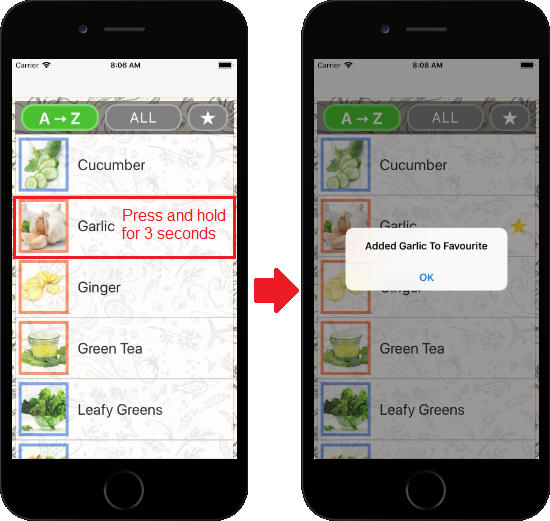 Carrier 8:06 AM
A → Z ALL ★
Cucumber
Garlic
Press and hold
for 3 seconds
Ginger
Green Tea
Leafy Greens
Carrier 8:08 AM
A → Z ALL ★
Cucumber
Garlic
Added Garlic To Favourite
OK
Ginger
Green Tea
Leafy Greens